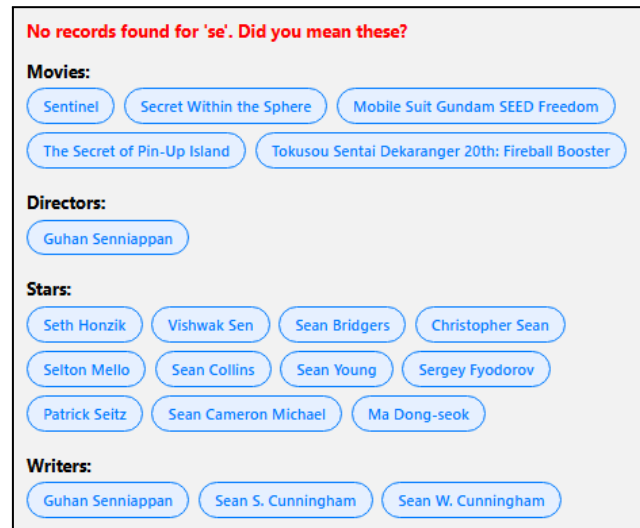 No records found for 'se'. Did you mean these?
Movies:
Sentinel Secret Within the Sphere Mobile Suit Gundam SEED Freedom
The Secret of Pin-Up Island Tokusou Sentai Dekaranger 20th: Fireball Booster
Directors:
Guhan Senniappan
Stars:
Seth Honzik Vishwak Sen Sean Bridgers Christopher Sean
Selton Mello Sean Collins Sean Young Sergey Fyodorov
Patrick Seitz Sean Cameron Michael Ma Dong-seok
Writers:
Guhan Senniappan Sean S. Cunningham Sean W. Cunningham